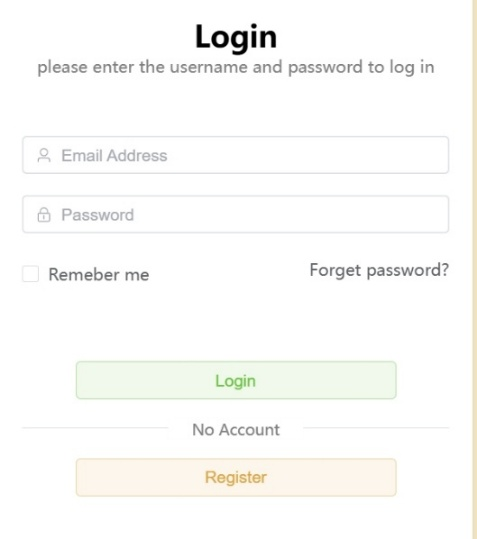 Login
please enter the username and password to log in
Email Address
Password
Remeber me
Forget password?
Login
No Account
Register